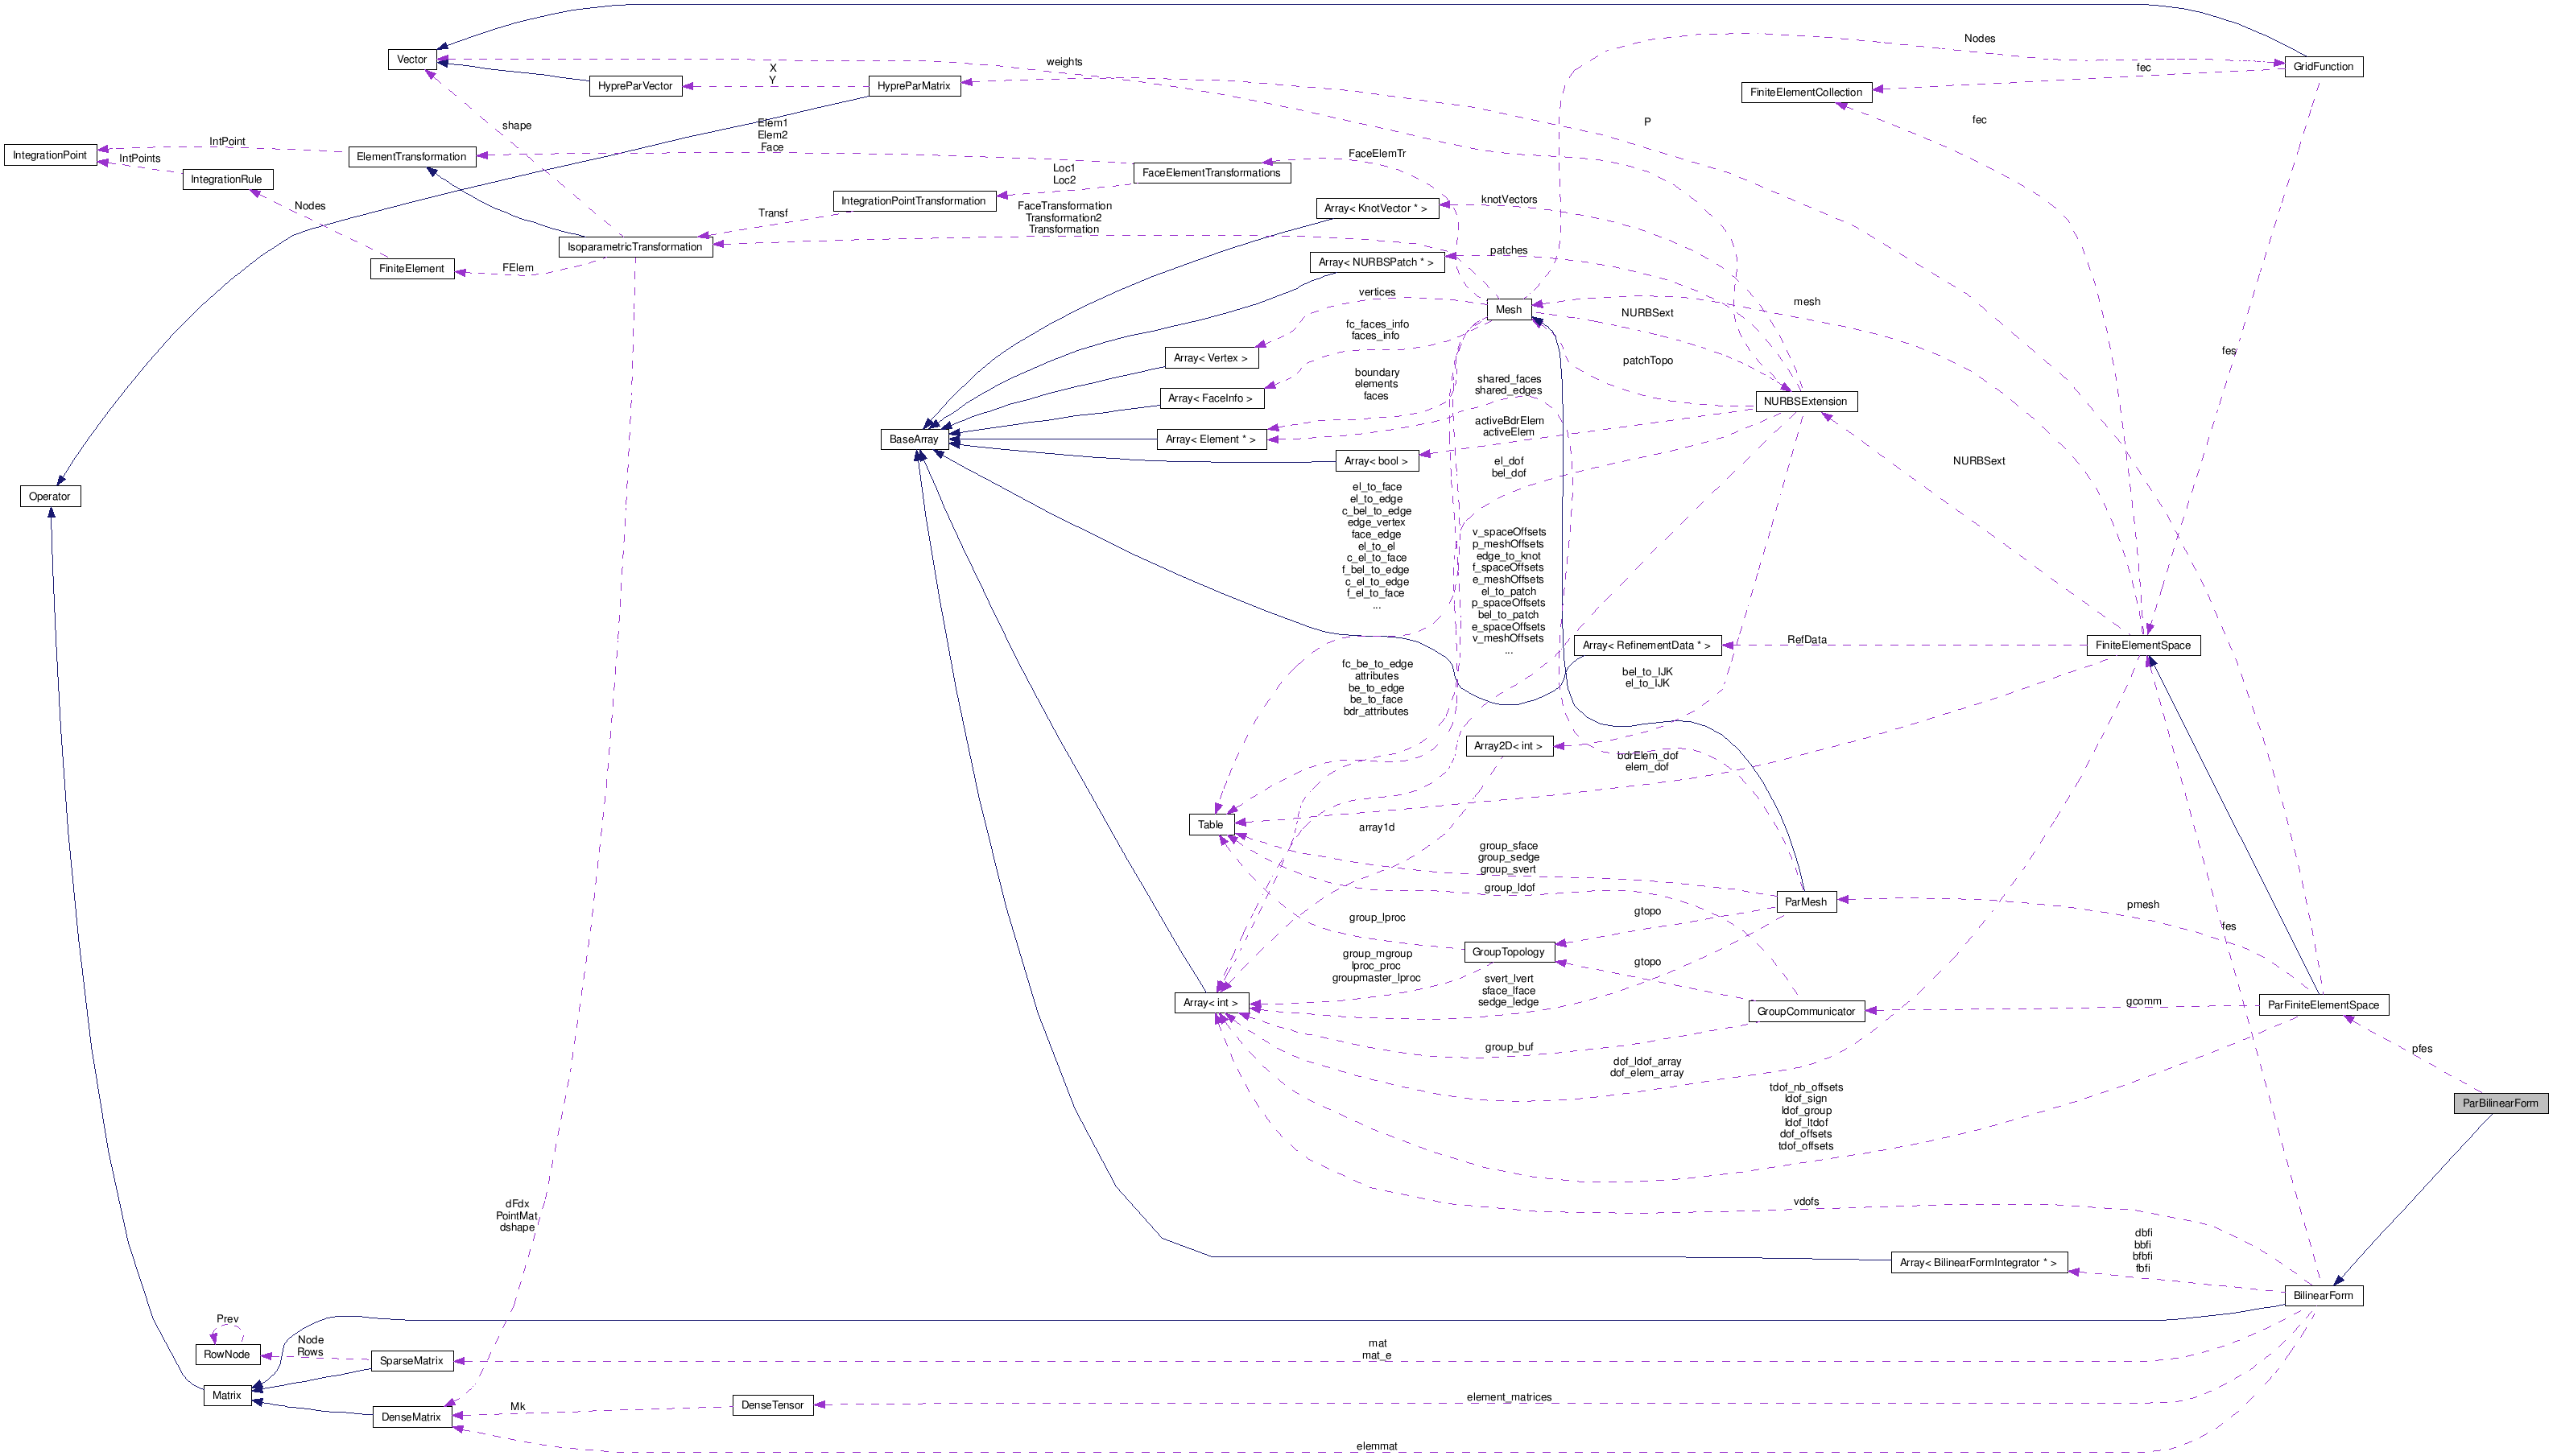 Vector
HypreParVector
X
Y
HypreParMatrix
weights
Nodes
GridFunction
fec
FiniteElementCollection
fec
P
shape
IntPoint
IntegrationPoint
IntPoints
IntegrationRule
ElementTransformation
Elem1
Elem2
Face
FaceElementTransformations
FaceElemTr
Loc1
Loc2
IntegrationPointTransformation
Transf
FaceTransformation
Transformation2
Transformation
Nodes
IsoparametricTransformation
FiniteElement
FElem
Array< KnotVector * >
knotVectors
Array< NURBSPatch * >
patches
vertices
Mesh
mesh
NURBSext
fc_faces_info
faces_info
Array< Vertex >
patchTopo
fes
boundary
elements
faces
shared_faces
shared_edges
Array< FaceInfo >
NURBSExtension
activeBdrElem
activeElem
BaseArray
Array< Element * >
Array< bool >
el_dof
bel_dof
NURBSext
Operator
el_to_face
el_to_edge
c_bel_to_edge
edge_vertex
face_edge
el_to_el
c_el_to_face
f_bel_to_edge
c_el_to_edge
f_el_to_face
...
v_spaceOffsets
p_meshOffsets
edge_to_knot
f_spaceOffsets
e_meshOffsets
el_to_patch
p_spaceOffsets
bel_to_patch
e_spaceOffsets
v_meshOffsets
...
Array< RefinementData * >
RefData
FiniteElementSpace
fc_be_to_edge
attributes
be_to_edge
be_to_face
bdr_attributes
bel_to_IJK
el_to_IJK
Array2D< int >
bdrElem_dof
elem_dof
Table
array1d
group_sface
group_sedge
group_svert
group_ldof
ParMesh
pmesh
group_lproc
gtopo
fes
GroupTopology
group_mgroup
lproc_proc
groupmaster_lproc
gtopo
svert_lvert
sface_lface
sedge_ledge
Array< int >
GroupCommunicator
gcomm
ParFiniteElementSpace
group_buf
pfes
dof_ldof_array
dof_elem_array
tdof_nb_offsets
ldof_sign
ldof_group
ldof_ltdof
dof_offsets
tdof_offsets
ParBilinearForm
dFdx
PointMat
dshape
vdofs
dbfi
bbfi
bfbfi
fbfi
Array< BilinearFormIntegrator * >
BilinearForm
Prev
RowNode
Node
Rows
SparseMatrix
mat
mat_e
Matrix
DenseMatrix
Mk
DenseTensor
element_matrices
elemmat